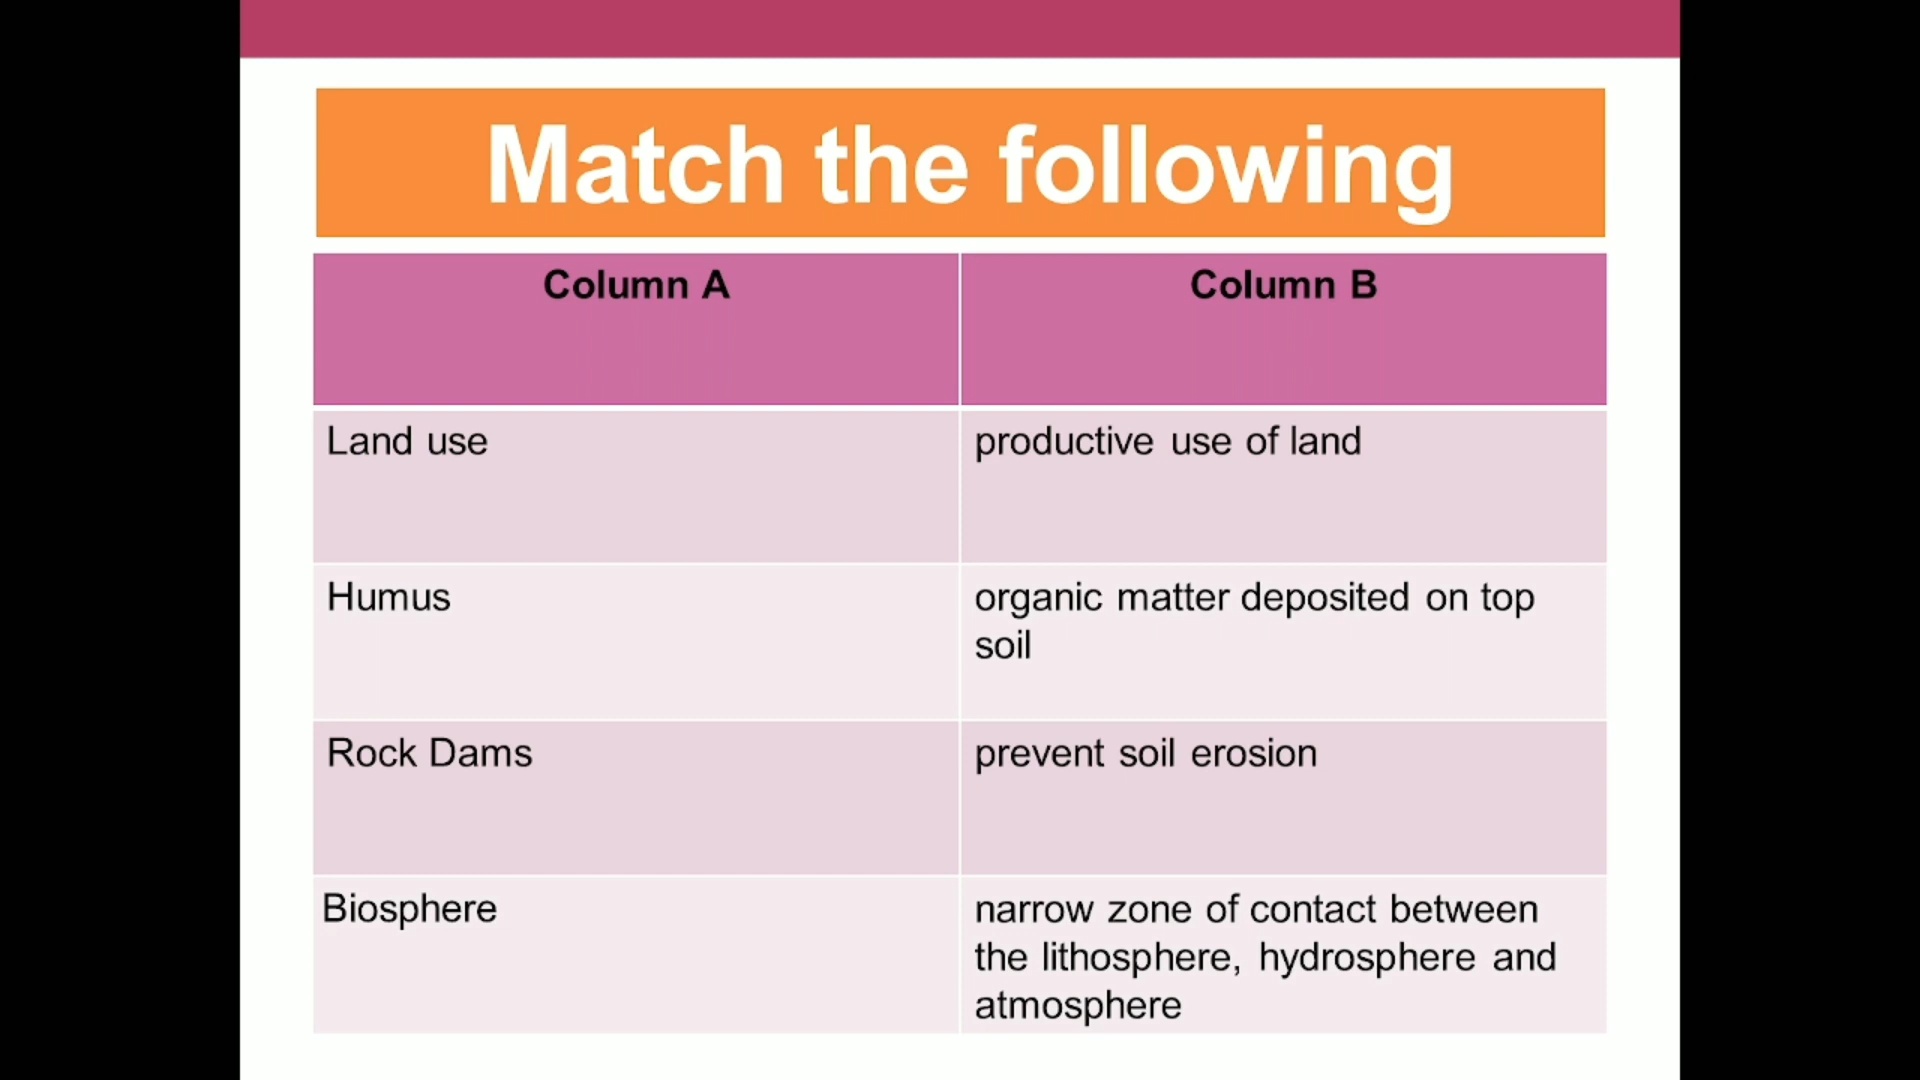 Match the following
Column A
Column B
Land use
productive use of land
Humus
organic matter deposited on top
soil
Rock Dams
prevent soil erosion
Biosphere
narrow zone of contact between
the lithosphere, hydrosphere and
atmosphere